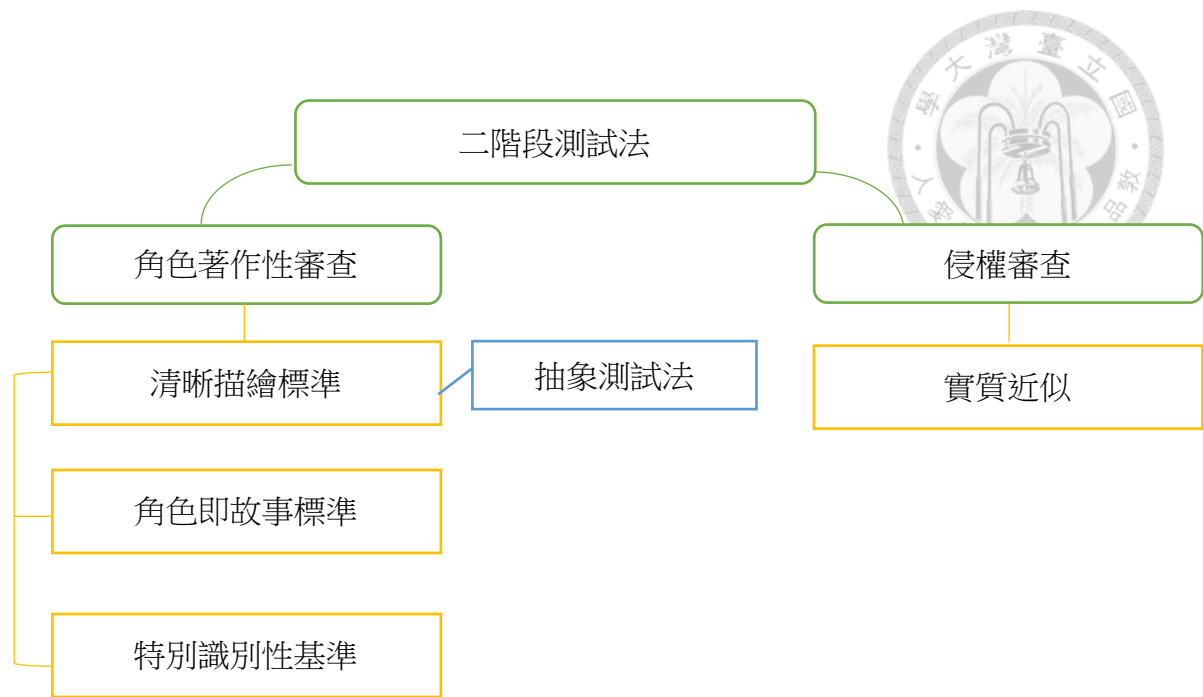 二階段測試法
角色著作性審查
侵權審查
清晰描繪標準
抽象測試法
實質近似
角色即故事標準
特別識別性基準